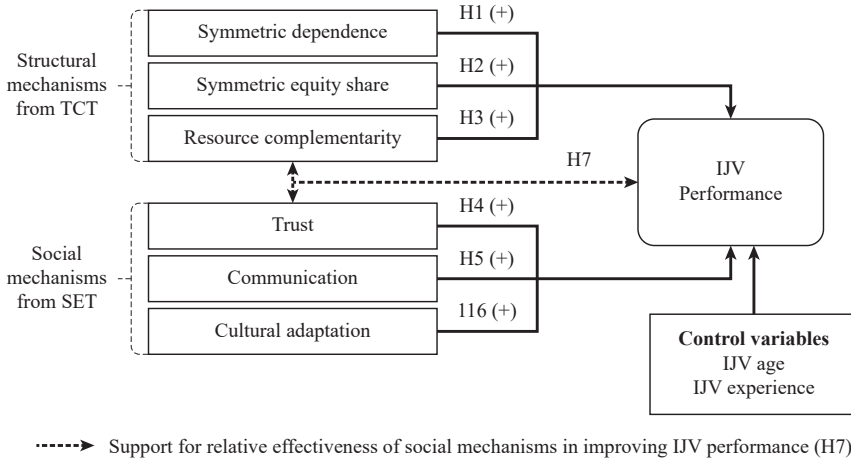 Structural
mechanisms
from TCT
Symmetric dependence
H1 (+)
Symmetric equity share
H2 (+)
Resource complementarity
H3 (+)
H7
IJV
Performance
Social
mechanisms
from SET
Trust
H4 (+)
Communication
H5 (+)
Cultural adaptation
116 (+)
Control variables
IJV age
IJV experience
Support for relative effectiveness of social mechanisms in improving IJV performance (H7)